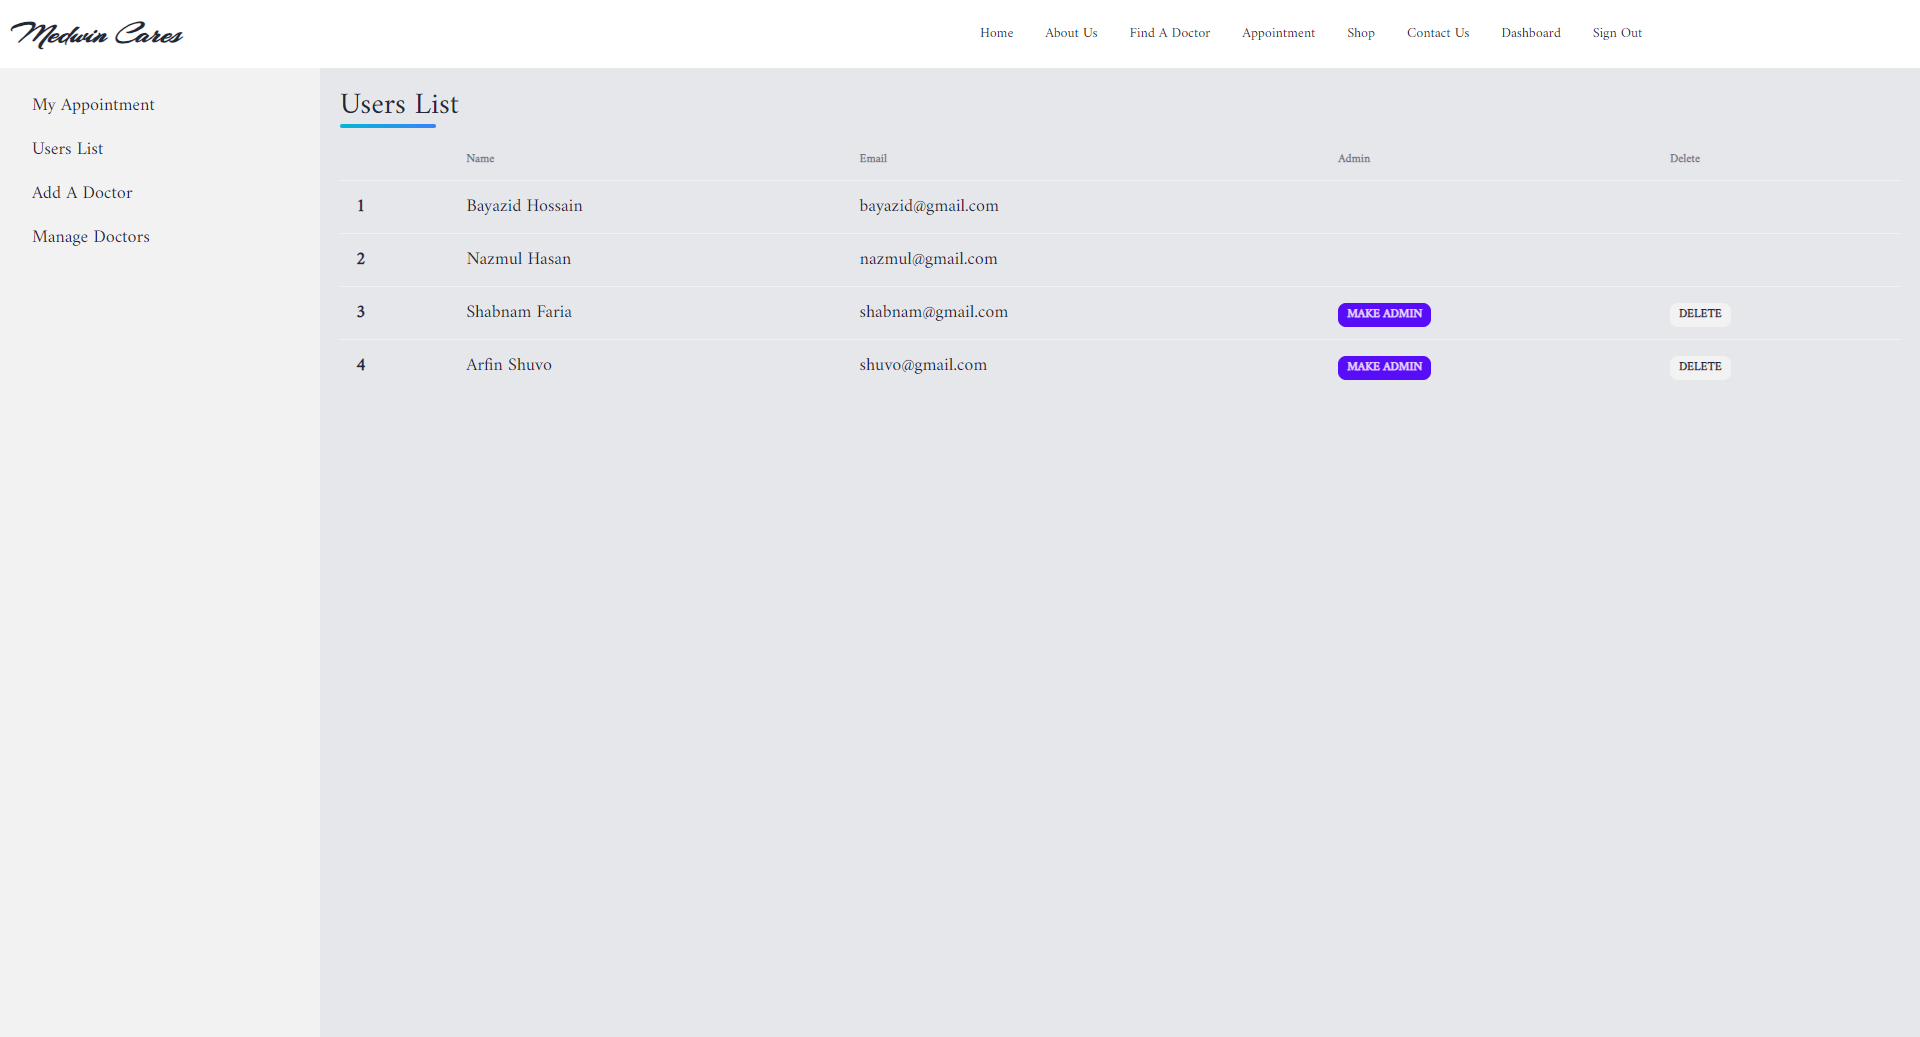 Medwin Cares
Home About Us Find A Doctor Appointment Shop Contact Us Dashboard Sign Out
My Appointment
Users List
Add A Doctor
Manage Doctors
Users List
Name Email Admin Delete
1 Bayazid Hossain bayazid@gmail.com
2 Nazmul Hasan nazmul@gmail.com
3 Shabnam Faria shabnam@gmail.com MAKE ADMIN DELETE
4 Arfin Shuvo shuvo@gmail.com MAKE ADMIN DELETE